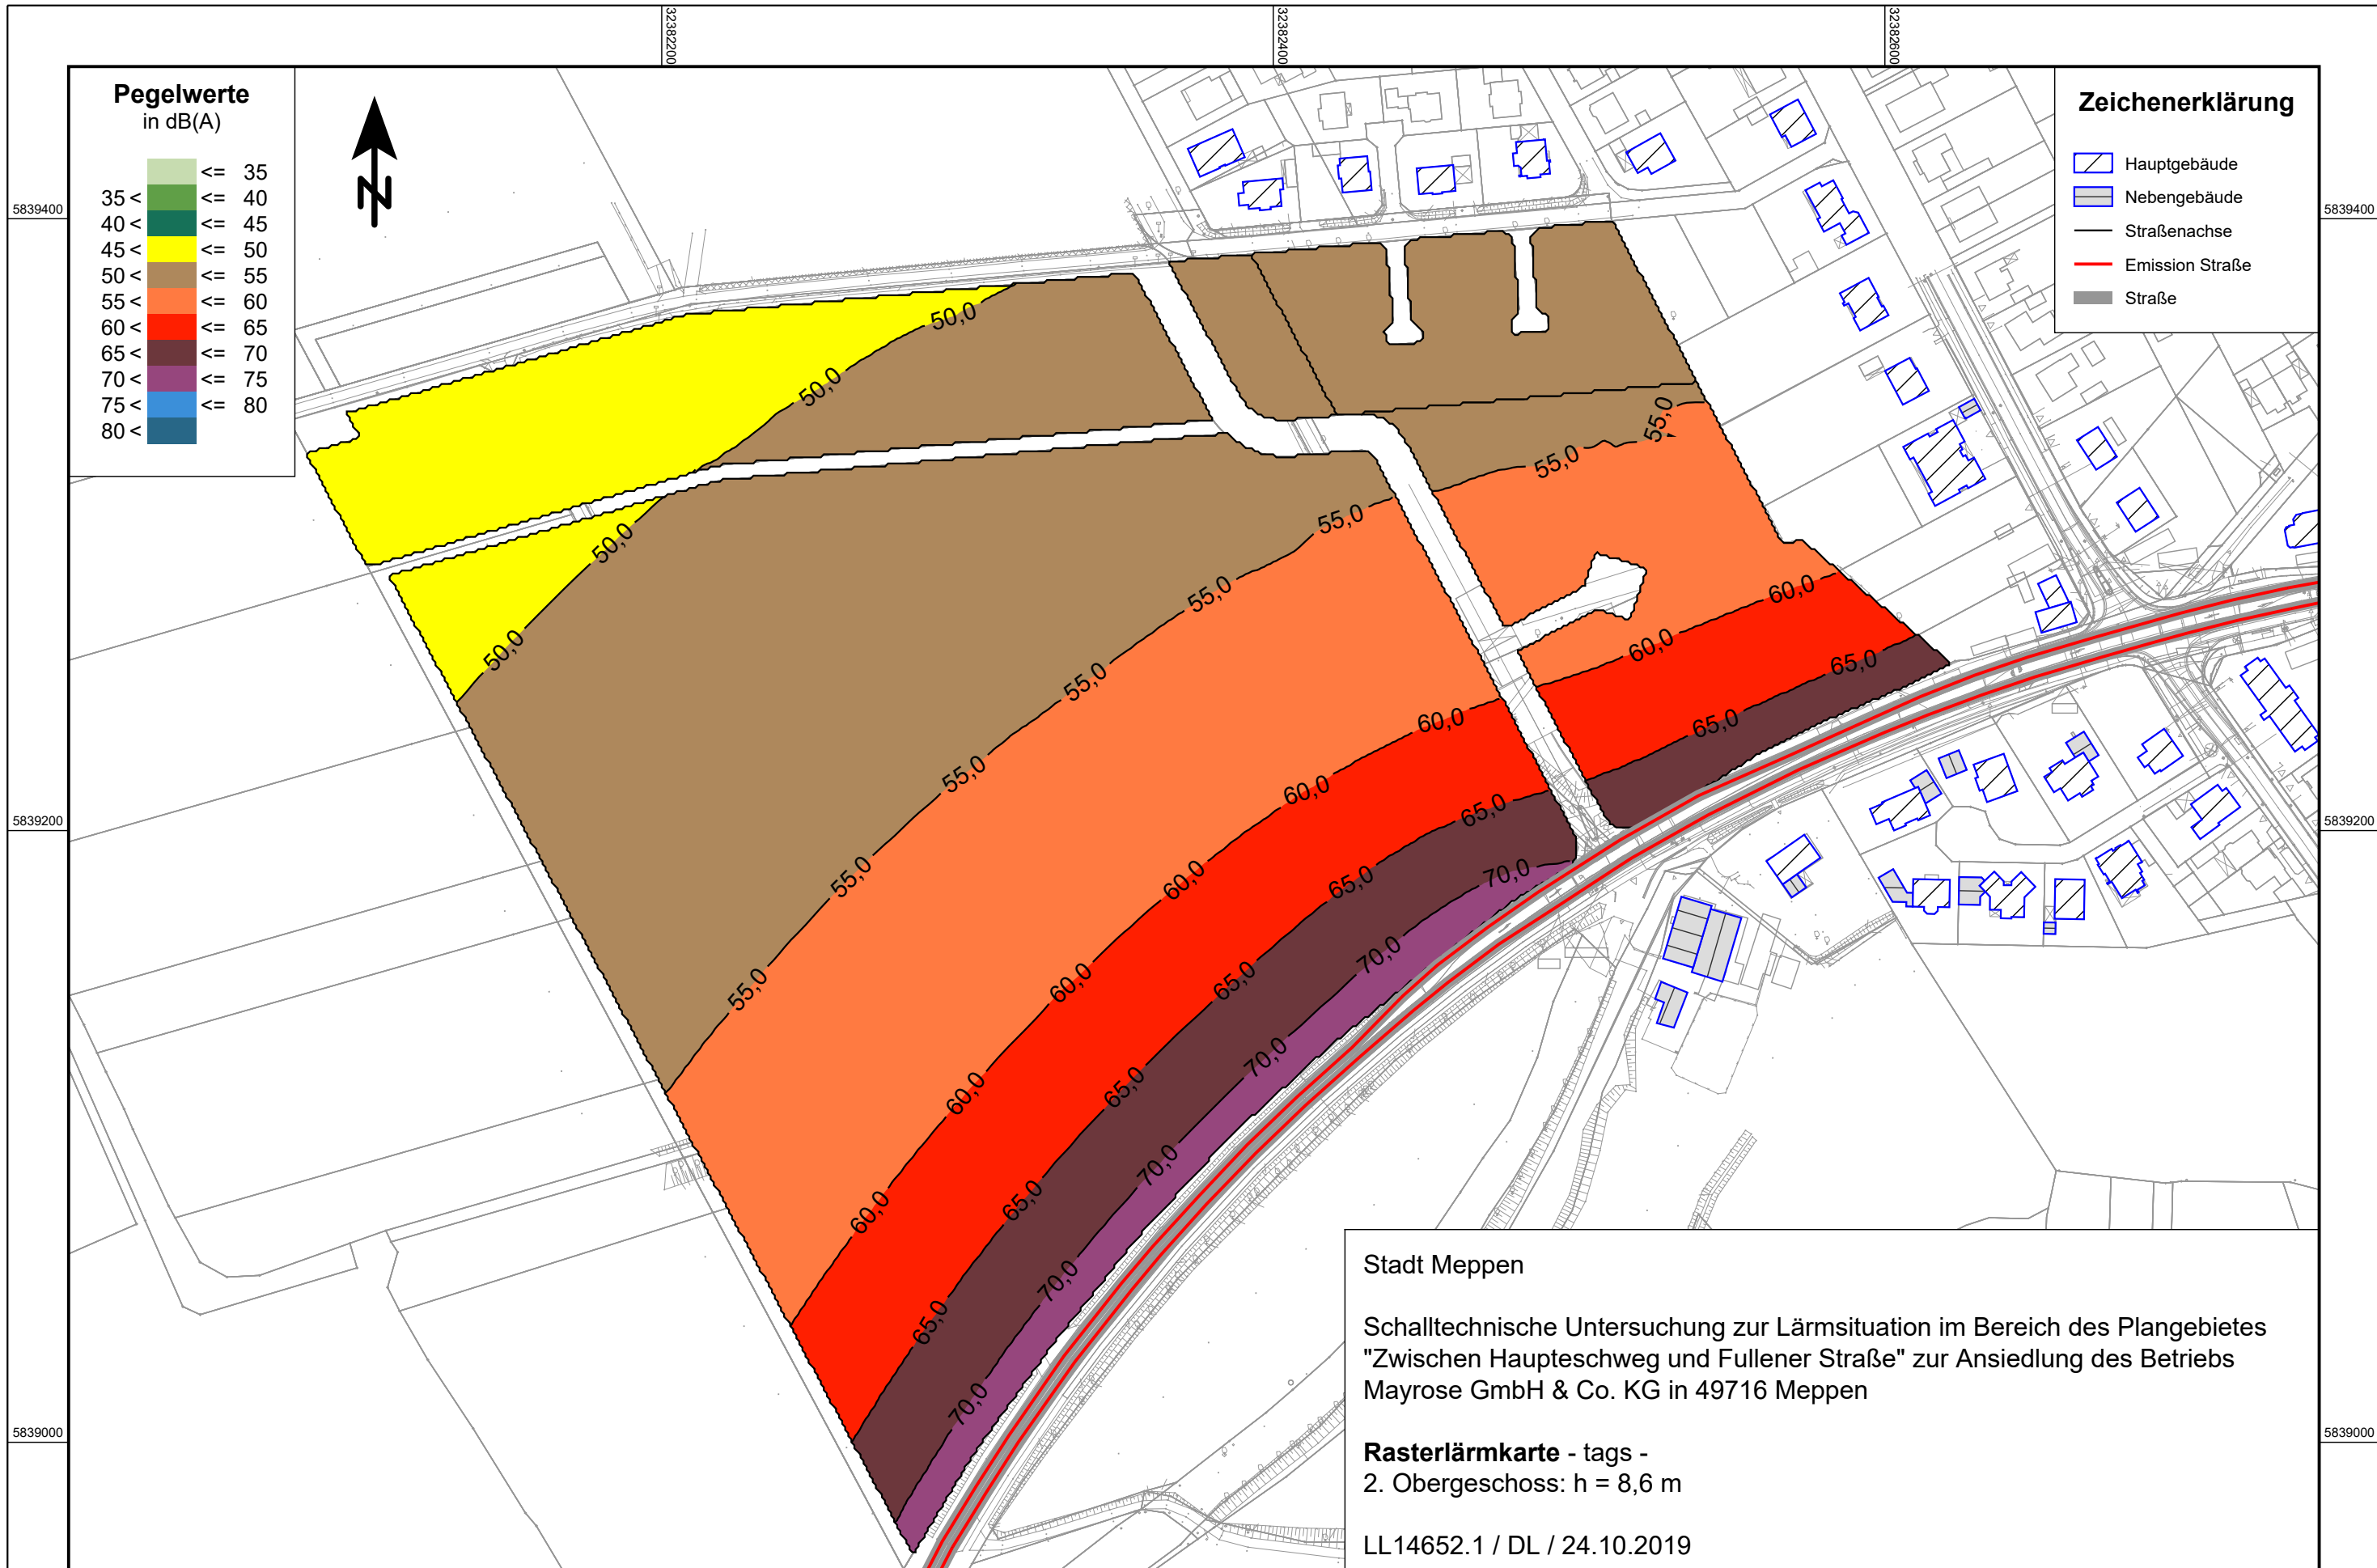 32382200
32382400
32382600
Pegelwerte
in dB(A)
<= 35
35 < <= 40
40 < <= 45
45 < <= 50
50 < <= 55
55 < <= 60
60 < <= 65
65 < <= 70
70 < <= 75
75 < <= 80
80 <
N
Zeichenerklärung
Hauptgebäude
Nebengebäude
Straßenachse
Emission Straße
Straße
5839400
5839400
50,0
50,0
55,0
55,0
55,0
50,0
55,0
60,0
50,0
60,0
65,0
55,0
60,0
65,0
55,0
60,0
65,0
5839200
5839200
55,0
60,0
65,0
70,0
55,0
60,0
65,0
70,0
60,0
65,0
70,0
60,0
65,0
70,0
65,0
70,0
70,0
5839000
5839000
Stadt Meppen
Schalltechnische Untersuchung zur Lärmsituation im Bereich des Plangebietes
"Zwischen Haupteschweg und Fullener Straße" zur Ansiedlung des Betriebs
Mayrose GmbH & Co. KG in 49716 Meppen
Rasterlärmkarte - tags -
2. Obergeschoss: h = 8,6 m
LL14652.1 / DL / 24.10.2019